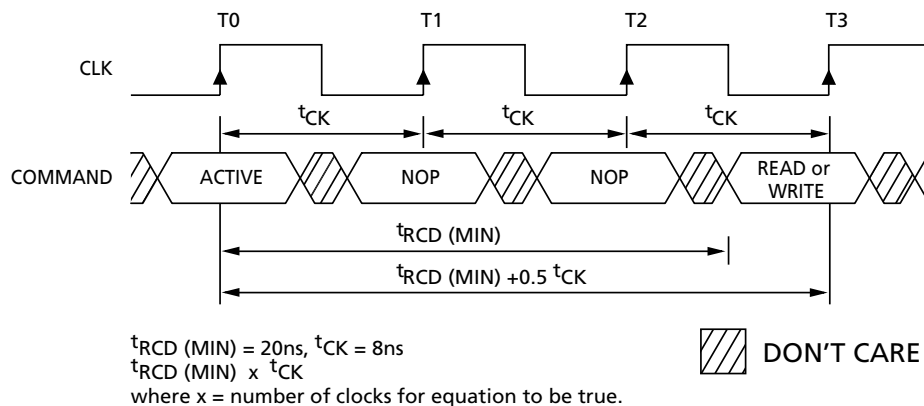 T0 T1 T2 T3
CLK
tCK tCK tCK
COMMAND ACTIVE NOP NOP READ or
WRITE
tRCD (MIN)
tRCD (MIN) +0.5 tCK
tRCD (MIN) = 20ns, tCK = 8ns
tRCD (MIN) x tCK
where x = number of clocks for equation to be true.
DON'T CARE